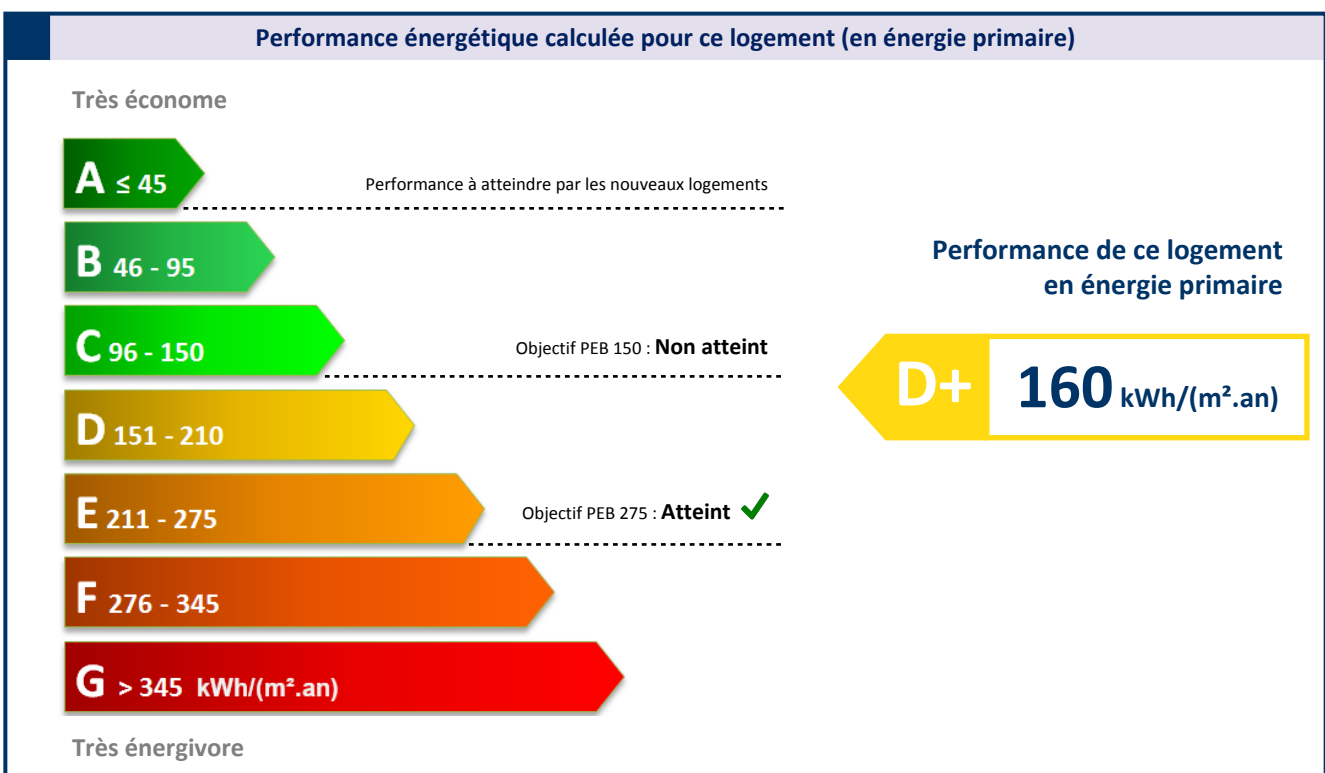 Performance énergétique calculée pour ce logement (en énergie primaire)
Très économe
A ≤ 45
Performance à atteindre par les nouveaux logements
B 46 - 95
Performance de ce logement
en énergie primaire
C 96 - 150
Objectif PEB 150 : Non atteint
D+ 160 kWh/(m².an)
D 151 - 210
E 211 - 275
Objectif PEB 275 : Atteint ✓
F 276 - 345
G > 345 kWh/(m².an)
Très énergivore